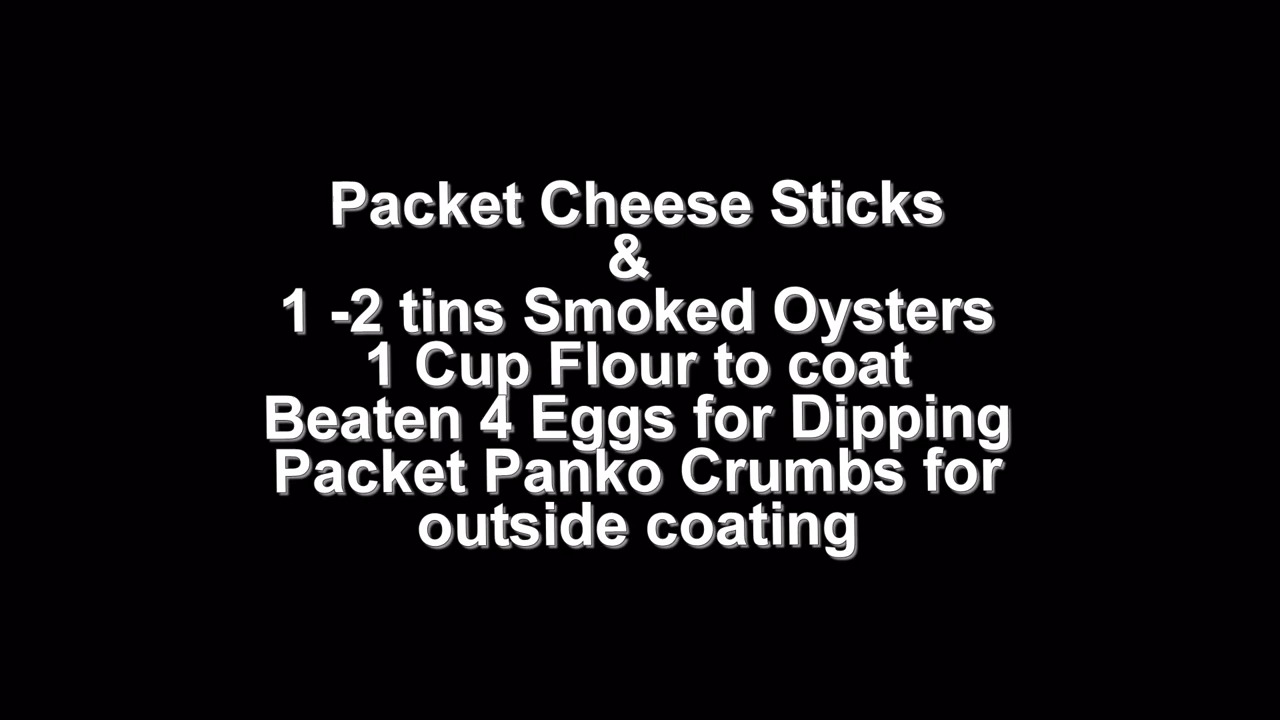 Packet Cheese Sticks
&
1 -2 tins Smoked Oysters
1 Cup Flour to coat
Beaten 4 Eggs for Dipping
Packet Panko Crumbs for
outside coating